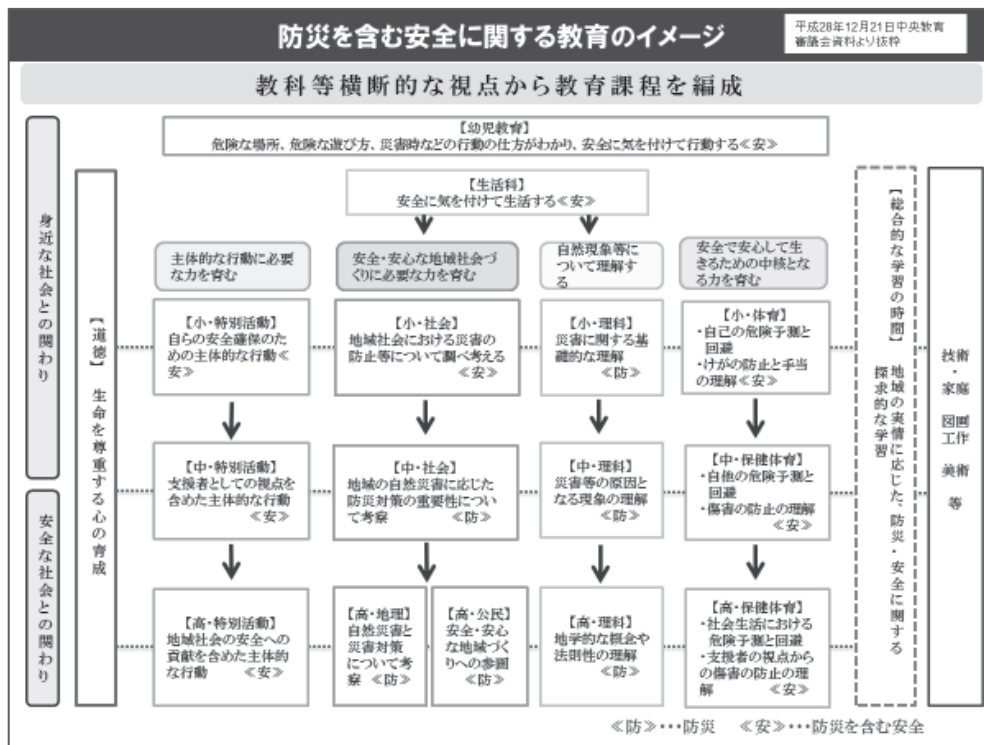 防災を含む安全に関する教育のイメージ
平成28年12月21日中央教育
審議会資料より抜粋
教科等横断的な視点から教育課程を編成
身近な社会との関わり
安全な社会との関わり
【道徳】 生命を尊重する心の育成
【幼児教育】
危険な場所、危険な遊び方、災害時などの行動の仕方がわかり、安全に気を付けて行動する≪安≫
【生活科】
安全に気を付けて生活する≪安≫
主体的な行動に必要
な力を育む
安全・安心な地域社会づ
くりに必要な力を育む
自然現象等に
ついて理解す
る
安全で安心して生
きるための中核とな
る力を育む
【小・特別活動】
自らの安全確保のた
めの主体的な行動≪
安≫
【小・社会】
地域社会における災害の
防止等について調べ考える
≪安≫
【小・理科】
災害に関する基
礎的な理解
≪防≫
【小・体育】
・自己の危険予測と
回避
・けがの防止と手当
の理解≪安≫
【中・特別活動】
支援者としての視点を
含めた主体的な行動
≪安≫
【中・社会】
地域の自然災害に応じた
防災対策の重要性につい
て考察 ≪防≫
【中・理科】
災害等の原因と
なる現象の理解
≪防≫
【中・保健体育】
・自他の危険予測と
回避
・傷害の防止の理解
≪安≫
【高・特別活動】
地域社会の安全への
貢献を含めた主体的
な行動 ≪安≫
【高・地理】
自然災害と
災害対策
について考
察 ≪防≫
【高・公民】
安全・安心
な地域づく
りへの参画
≪防≫
【高・理科】
地学的な概念や
法則性の理解
≪防≫
【高・保健体育】
・社会生活における
危険予測と回避
・支援者の視点から
の傷害の防止の理
解 ≪安≫
【総合的な学習の時間】 地域の実情に応じた、防災・安全に関する
探求的な学習
技術
・
家庭
図画
工作
美術
等
≪防≫・・・防災 ≪安≫・・・防災を含む安全